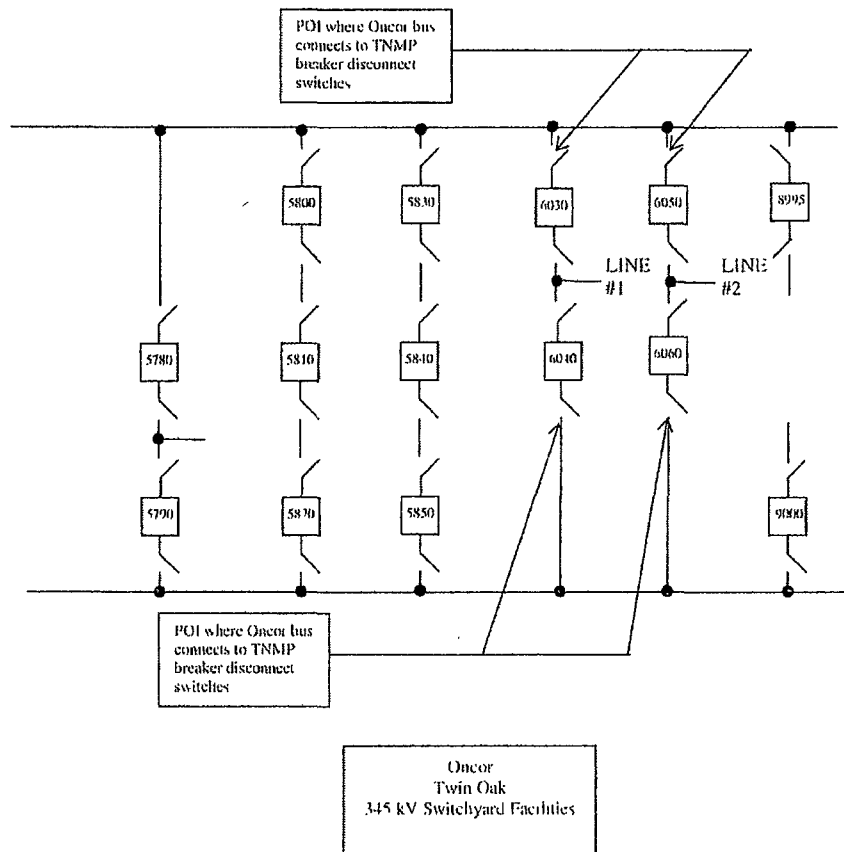 POI where Oncor bus
connects to TNMP
breaker disconnect
switches
5800
5830
6030
6050
8995
LINE
#1
LINE
#2
5780
5810
5840
6040
6060
5790
5820
5850
9000
POI where Oncor bus
connects to TNMP
breaker disconnect
switches
Oncor
Twin Oak
345 kV Switchyard Facilities